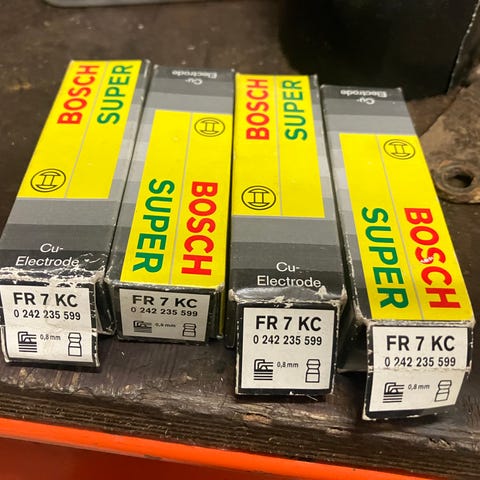 BOSCH
SUPER
Cu-
Electrode
FR 7 KC
0 242 235 599
0,8 mm
Cu-
Electrode
BOSCH
SUPER
FR 7 KC
0 242 235 599
0,8 mm
BOSCH
SUPER
Cu-
Electrode
FR 7 KC
0 242 235 599
0,8 mm
Cu-
Electrode
BOSCH
SUPER
FR 7 KC
0 242 235 599
0,8 mm